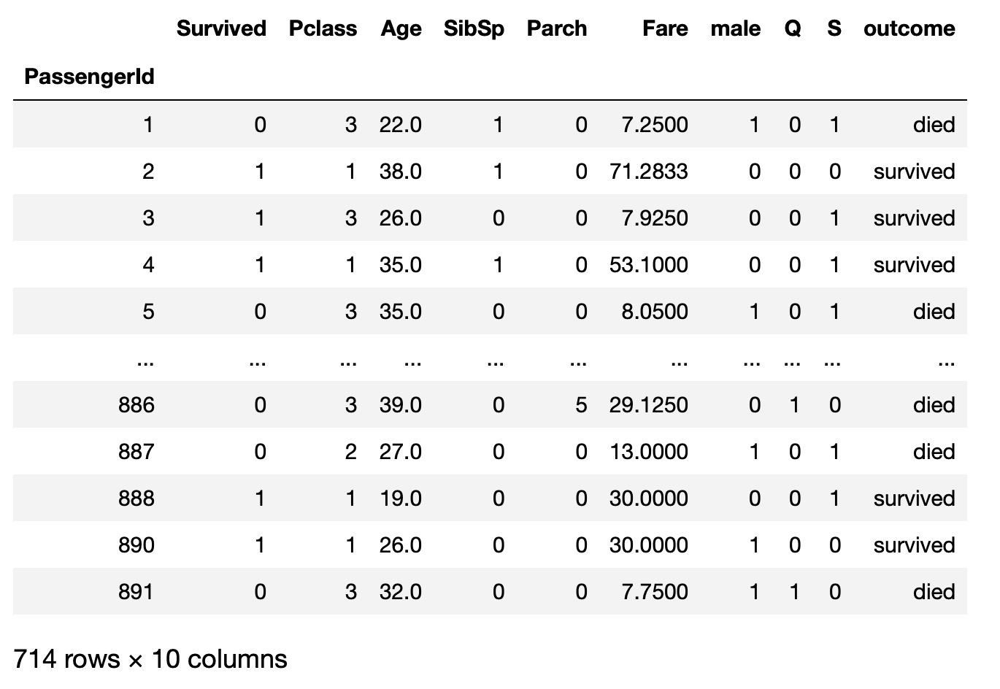 Survived Pclass Age SibSp Parch Fare male Q S outcome
PassengerId
1 0 3 22.0 1 0 7.2500 1 0 1 died
2 1 1 38.0 1 0 71.2833 0 0 0 survived
3 1 3 26.0 0 0 7.9250 0 0 1 survived
4 1 1 35.0 1 0 53.1000 0 0 1 survived
5 0 3 35.0 0 0 8.0500 1 0 1 died
... ... ... ... ... ... ... ... ... ... ...
886 0 3 39.0 0 5 29.1250 0 1 0 died
887 0 2 27.0 0 0 13.0000 1 0 1 died
888 1 1 19.0 0 0 30.0000 0 0 1 survived
890 1 1 26.0 0 0 30.0000 1 0 0 survived
891 0 3 32.0 0 0 7.7500 1 1 0 died
714 rows × 10 columns